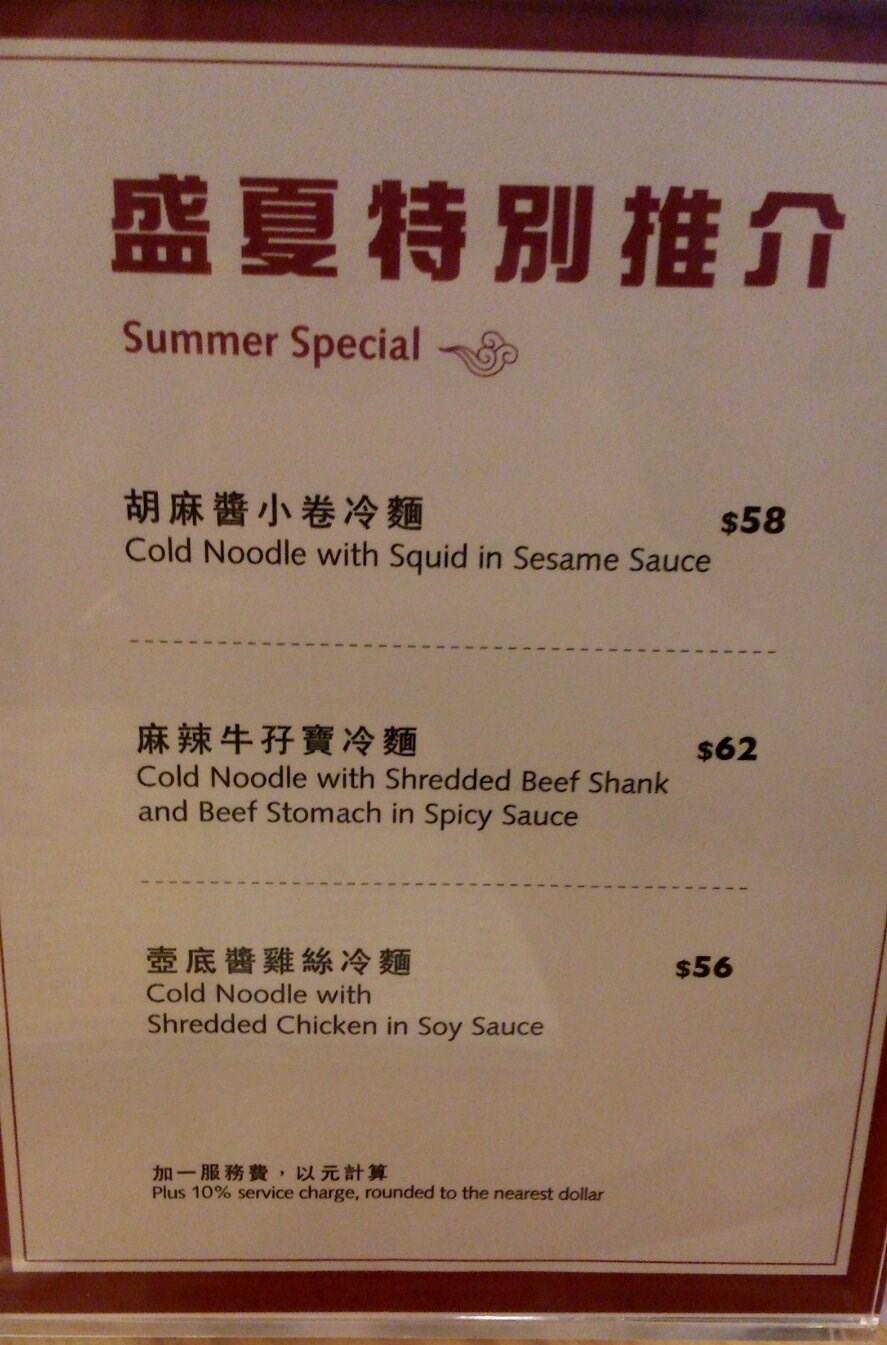 盛夏特別推介
Summer Special
胡麻醬小卷冷麵 $58
Cold Noodle with Squid in Sesame Sauce
麻辣牛孖寶冷麵 $62
Cold Noodle with Shredded Beef Shank
and Beef Stomach in Spicy Sauce
壺底醬雞絲冷麵 $56
Cold Noodle with
Shredded Chicken in Soy Sauce
加一服務費，以元計算
Plus 10% service charge, rounded to the nearest dollar